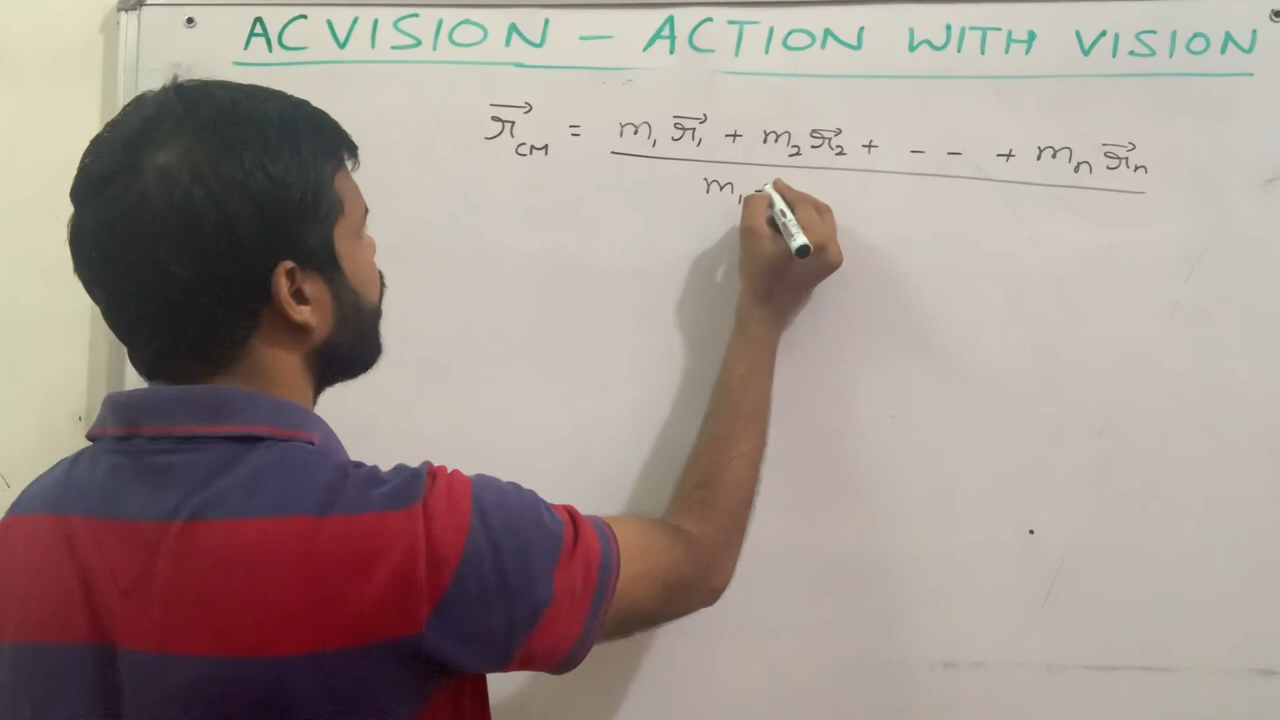 ACVISION - ACTION WITH VISION
r⃗CM = m₁ r⃗₁ + m₂ r⃗₂ + - - + mₙ r⃗ₙ
m₁ +